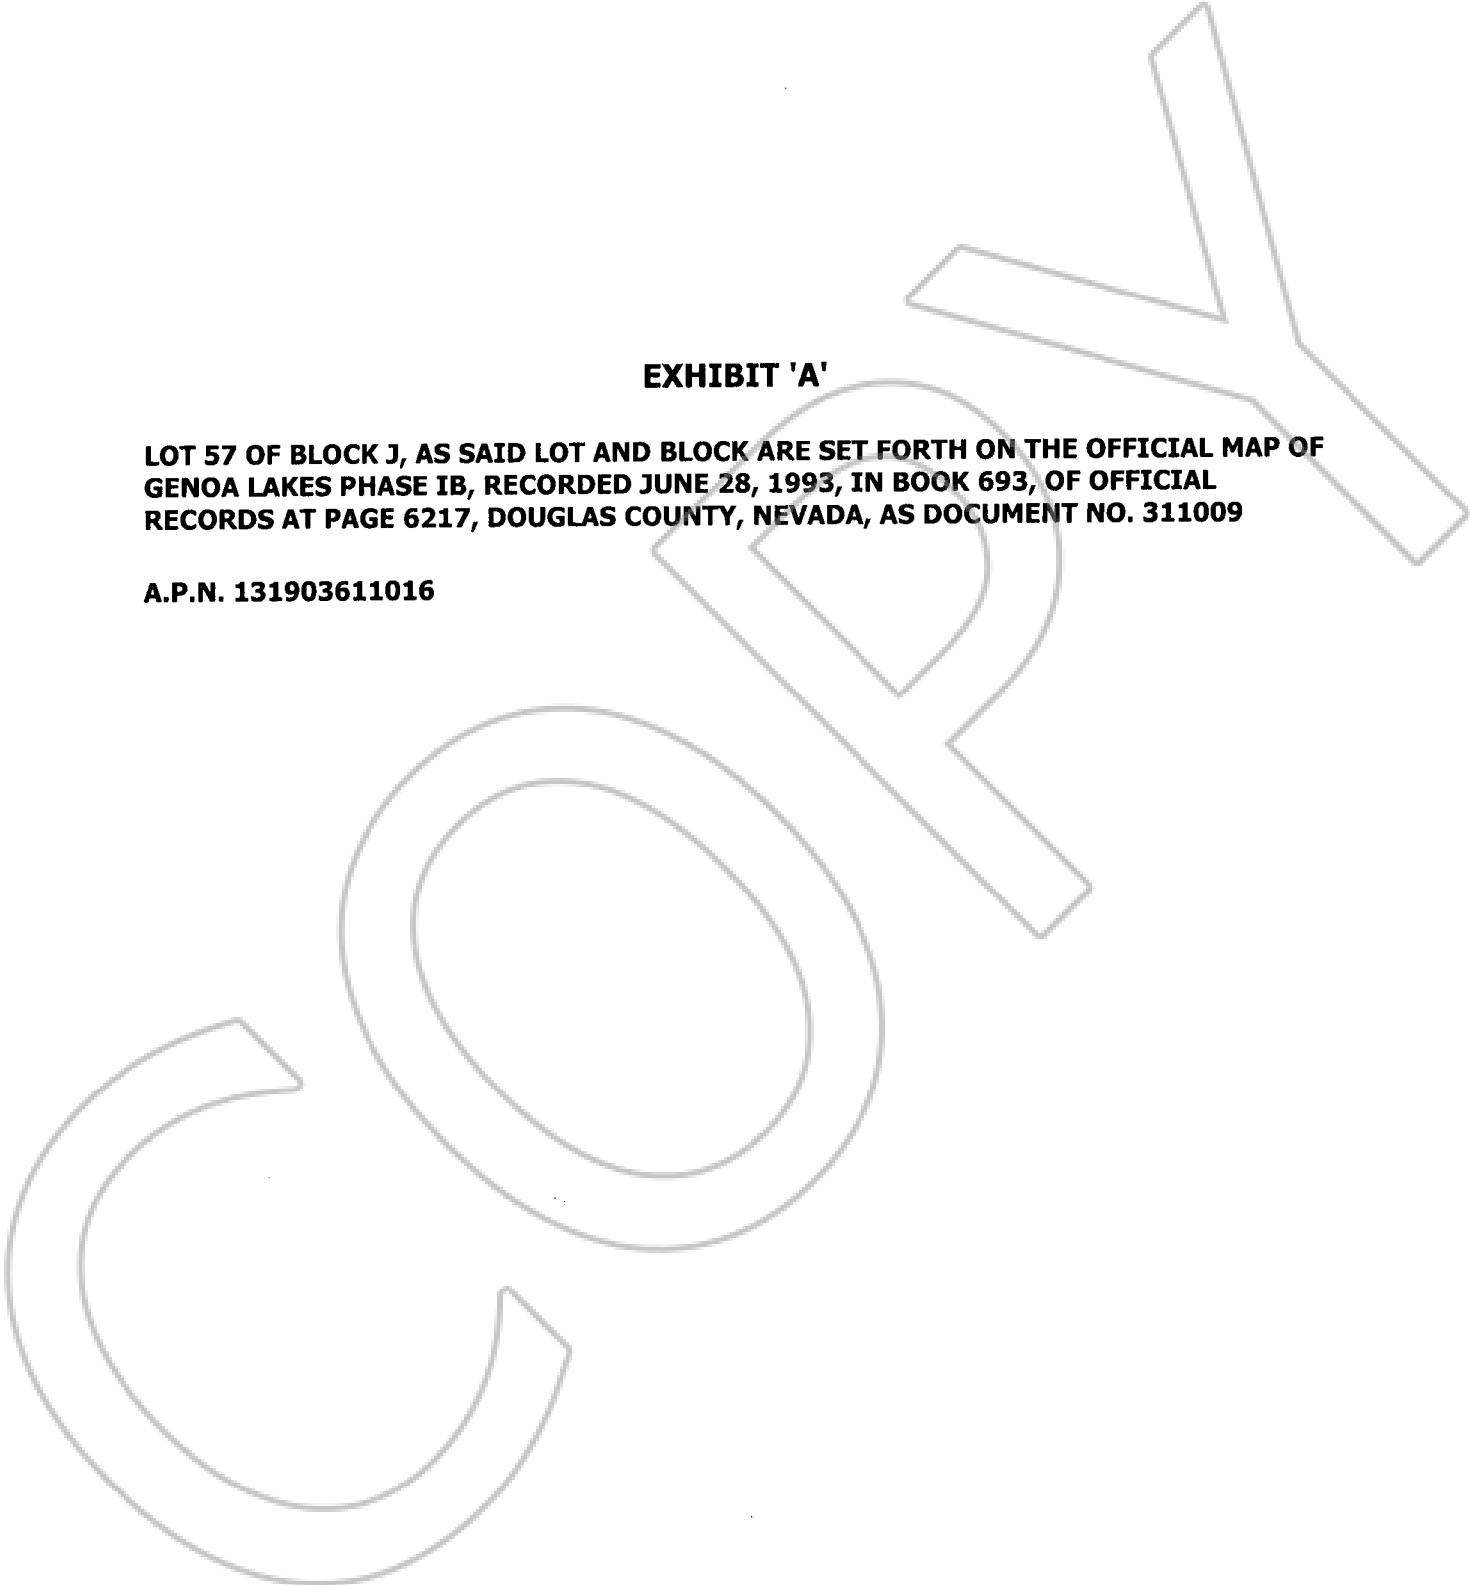 EXHIBIT 'A'
LOT 57 OF BLOCK J, AS SAID LOT AND BLOCK ARE SET FORTH ON THE OFFICIAL MAP OF
GENOA LAKES PHASE IB, RECORDED JUNE 28, 1993, IN BOOK 693, OF OFFICIAL
RECORDS AT PAGE 6217, DOUGLAS COUNTY, NEVADA, AS DOCUMENT NO. 311009
A.P.N. 131903611016
COPY